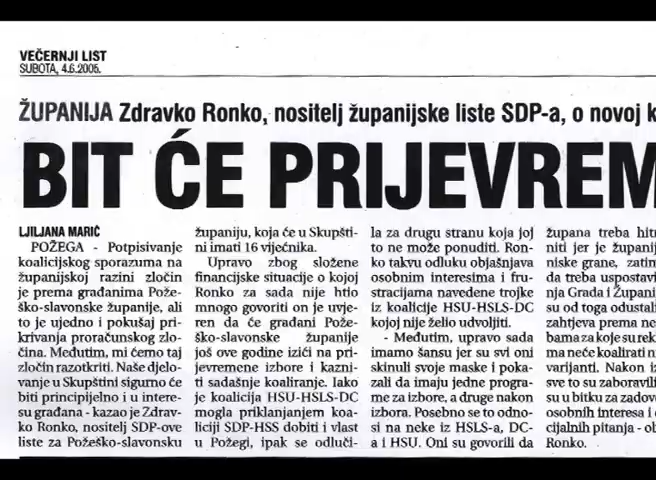 VEČERNJI LIST
SUBOTA, 4.6.2005.
ŽUPANIJA Zdravko Ronko, nositelj županijske liste SDP-a, o novoj k
BIT ĆE PRIJEVREM
LJILJANA MARIĆ
POŽEGA - Potpisivanje
koalicijskog sporazuma na
županijskoj razini zločin
je prema građanima Pože-
ško-slavonske županije, ali
to je ujedno i pokušaj pri-
krivanja proračunskog zlo-
čina. Međutim, mi ćemo taj
zločin razotkriti. Naše djelo-
vanje u Skupštini sigurno će
biti principijelno i u intere-
su građana - kazao je Zdrav-
ko Ronko, nositelj SDP-ove
liste za Požeško-slavonsku
županiju, koja će u Skupšti-
ni imati 16 vijećnika.
Upravo zbog složene
financijske situacije o kojoj
Ronko za sada nije htio
mnogo govoriti on je uvje-
ren da će građani Pože-
ško-slavonske županije
još ove godine izići na pri-
jevremene izbore i kazni-
ti sadašnje koaliranje. Iako
je koalicija HSU-HSLS-DC
mogla priklanjanjem koa-
liciji SDP-HSS dobiti i vlast
u Požegi, ipak se odluči-
la za drugu stranu koja joj
to ne može ponuditi. Ron-
ko takvu odluku objašnjava
osobnim interesima i fru-
stracijama navedene trojke
iz koalicije HSU-HSLS-DC
kojoj nije želio udvoljiti.
- Međutim, upravo sada
imamo šansu jer su svi oni
skinuli svoje maske i poka-
zali da imaju jedne progra-
me za izbore, a druge nakon
izbora. Posebno se to odno-
si na neke iz HSLS-a, DC-
a i HSU. Oni su govorili da
župana treba hit
niti jer je župani
niske grane, zati
da treba uspostavi
nja Grada i Župani
su od toga odustal
zahtjeva prema ne
bama za koje su rek
ma neće koalirati n
varijanti. Nakon iz
sve to su zaboravil
su u bitku za zadov
osobnih interesa i
cijalnih pitanja - o
Ronko.